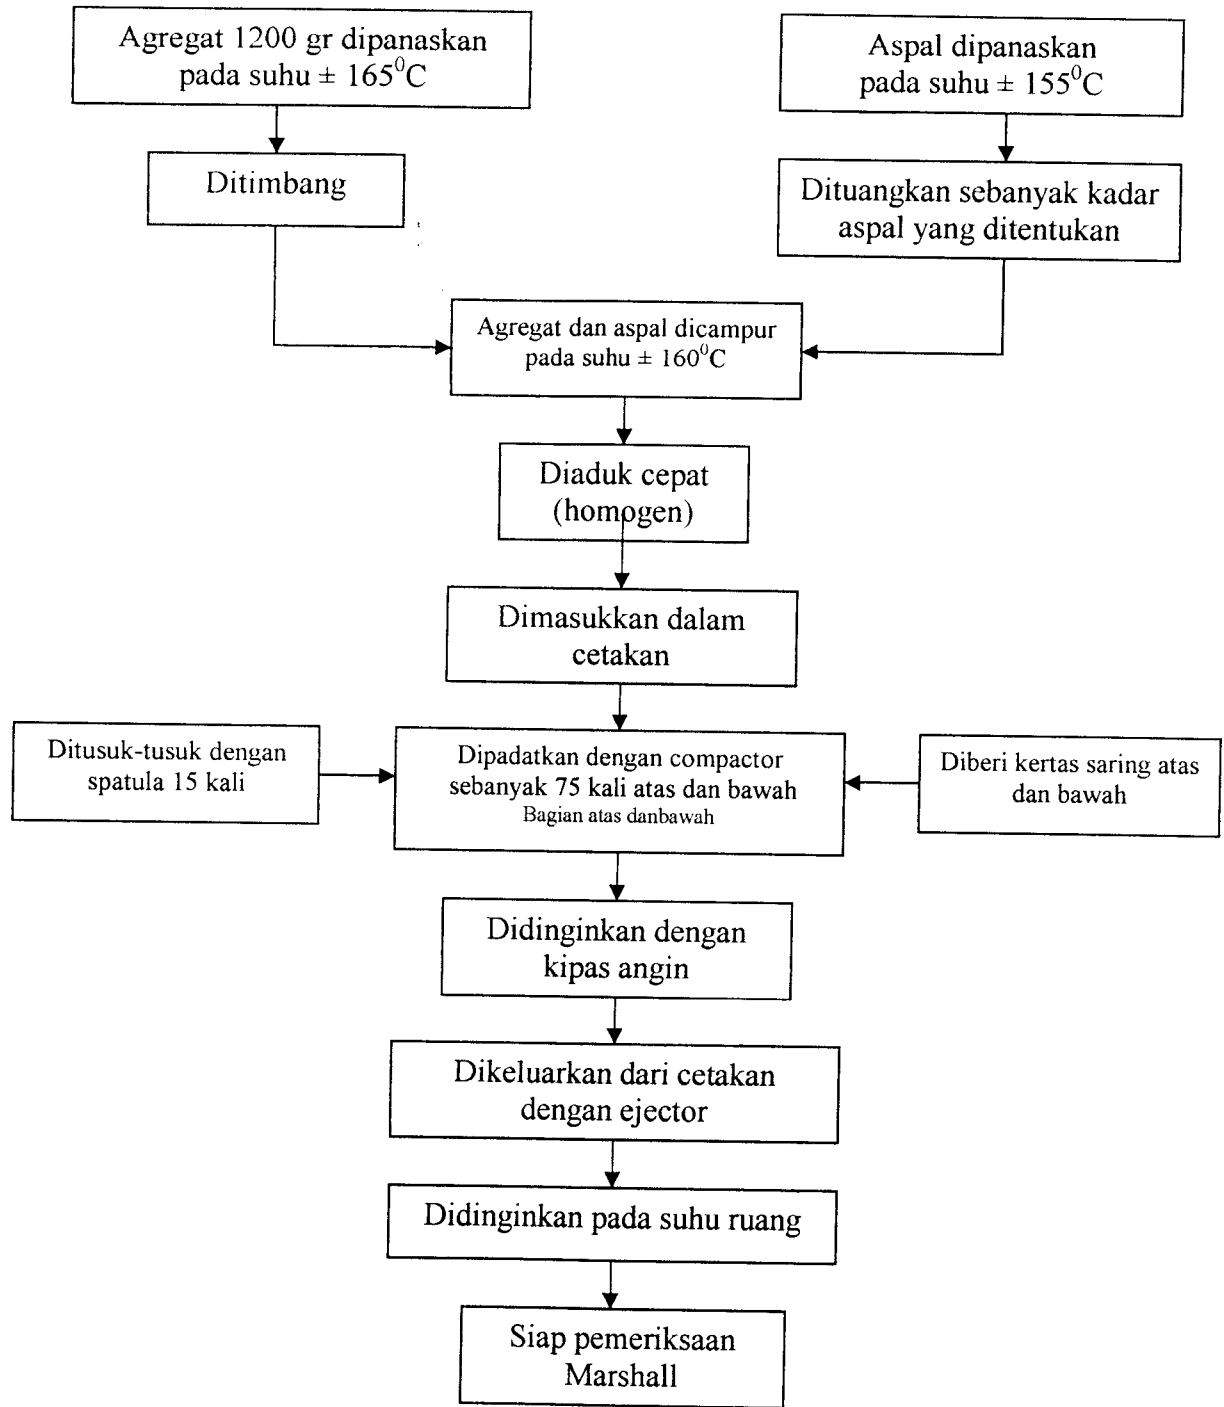 Agregat 1200 gr dipanaskan
pada suhu ± 165⁰C
Aspal dipanaskan
pada suhu ± 155⁰C
Ditimbang
Dituangkan sebanyak kadar
aspal yang ditentukan
Agregat dan aspal dicampur
pada suhu ± 160⁰C
Diaduk cepat
(homogen)
Dimasukkan dalam
cetakan
Ditusuk-tusuk dengan
spatula 15 kali
Dipadatkan dengan compactor
sebanyak 75 kali atas dan bawah
Bagian atas danbawah
Diberi kertas saring atas
dan bawah
Didinginkan dengan
kipas angin
Dikeluarkan dari cetakan
dengan ejector
Didinginkan pada suhu ruang
Siap pemeriksaan
Marshall